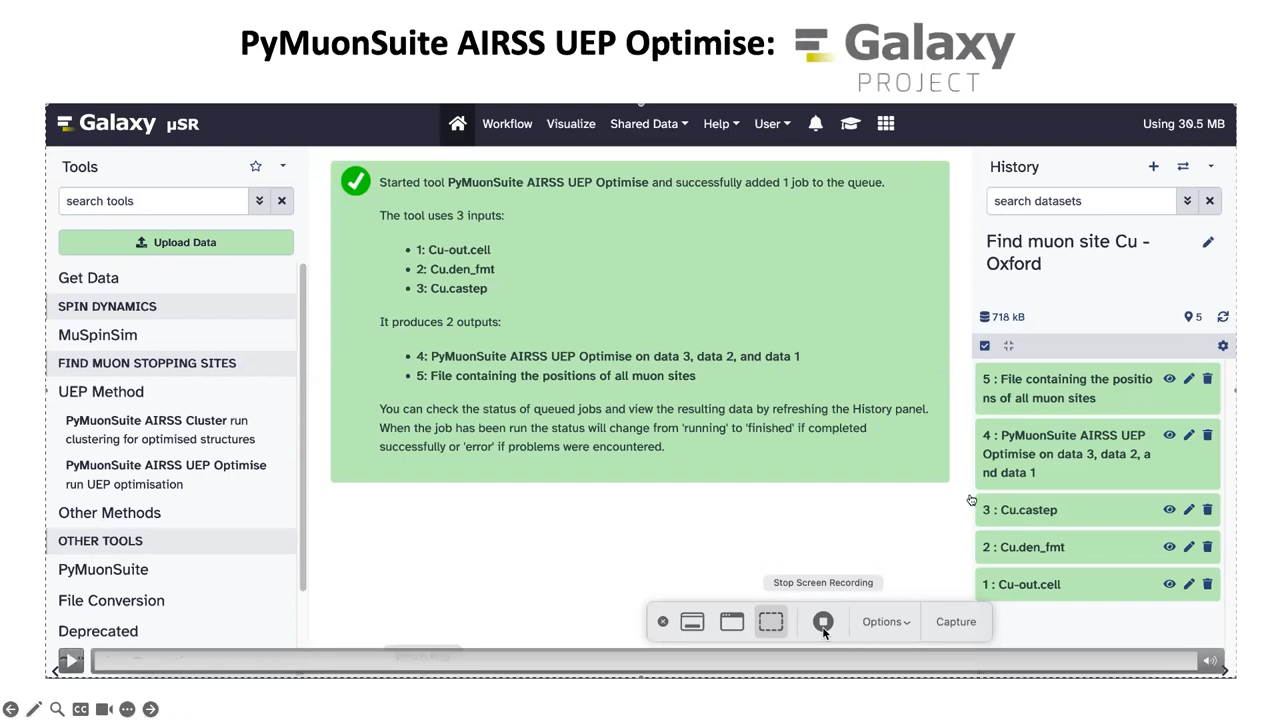 PyMuonSuite AIRSS UEP Optimise:
Galaxy
PROJECT
Galaxy μSR
Workflow
Visualize
Shared Data
Help
User
Using 30.5 MB
Tools
search tools
Upload Data
Get Data
SPIN DYNAMICS
MuSpinSim
FIND MUON STOPPING SITES
UEP Method
PyMuonSuite AIRSS Cluster run
clustering for optimised structures
PyMuonSuite AIRSS UEP Optimise
run UEP optimisation
Other Methods
OTHER TOOLS
PyMuonSuite
File Conversion
Deprecated
Started tool PyMuonSuite AIRSS UEP Optimise and successfully added 1 job to the queue.
The tool uses 3 inputs:
• 1: Cu-out.cell
• 2: Cu.den_fmt
• 3: Cu.castep
It produces 2 outputs:
• 4: PyMuonSuite AIRSS UEP Optimise on data 3, data 2, and data 1
• 5: File containing the positions of all muon sites
You can check the status of queued jobs and view the resulting data by refreshing the History panel.
When the job has been run the status will change from 'running' to 'finished' if completed
successfully or 'error' if problems were encountered.
History
search datasets
Find muon site Cu -
Oxford
718 kB
5
5 : File containing the positio
ns of all muon sites
4 : PyMuonSuite AIRSS UEP
Optimise on data 3, data 2, a
nd data 1
3 : Cu.castep
2 : Cu.den_fmt
1 : Cu-out.cell
Stop Screen Recording
Options
Capture
CC